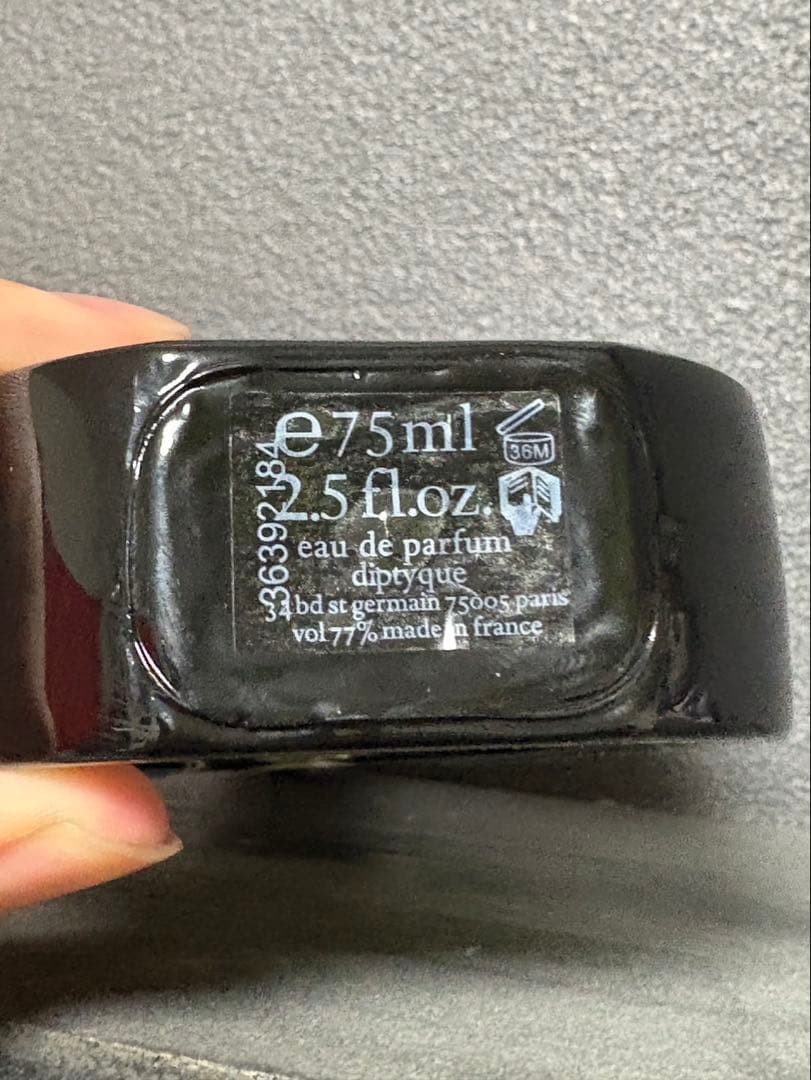 e 75ml
36M
2.5 fl.oz.
eau de parfum
diptyque
34 bd st germain 75005 paris
vol 77% made in france
36392184